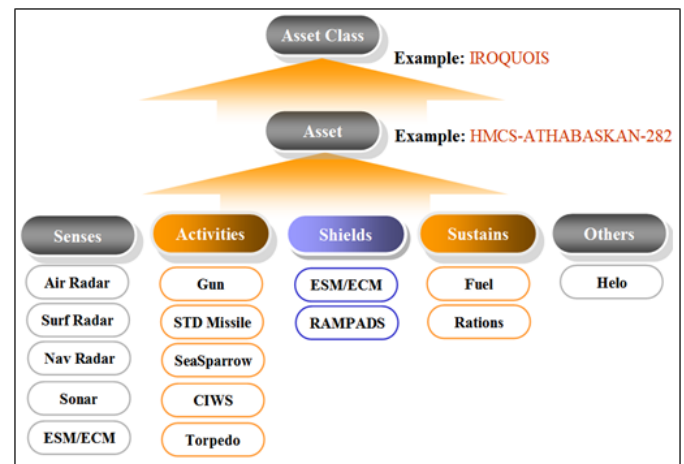 Asset Class
Example: IROQUOIS
Asset
Example: HMCS-ATHABASKAN-282
Senses
Activities
Shields
Sustains
Others
Air Radar
Gun
ESM/ECM
Fuel
Helo
Surf Radar
STD Missile
RAMPADS
Rations
Nav Radar
SeaSparrow
Sonar
CIWS
ESM/ECM
Torpedo